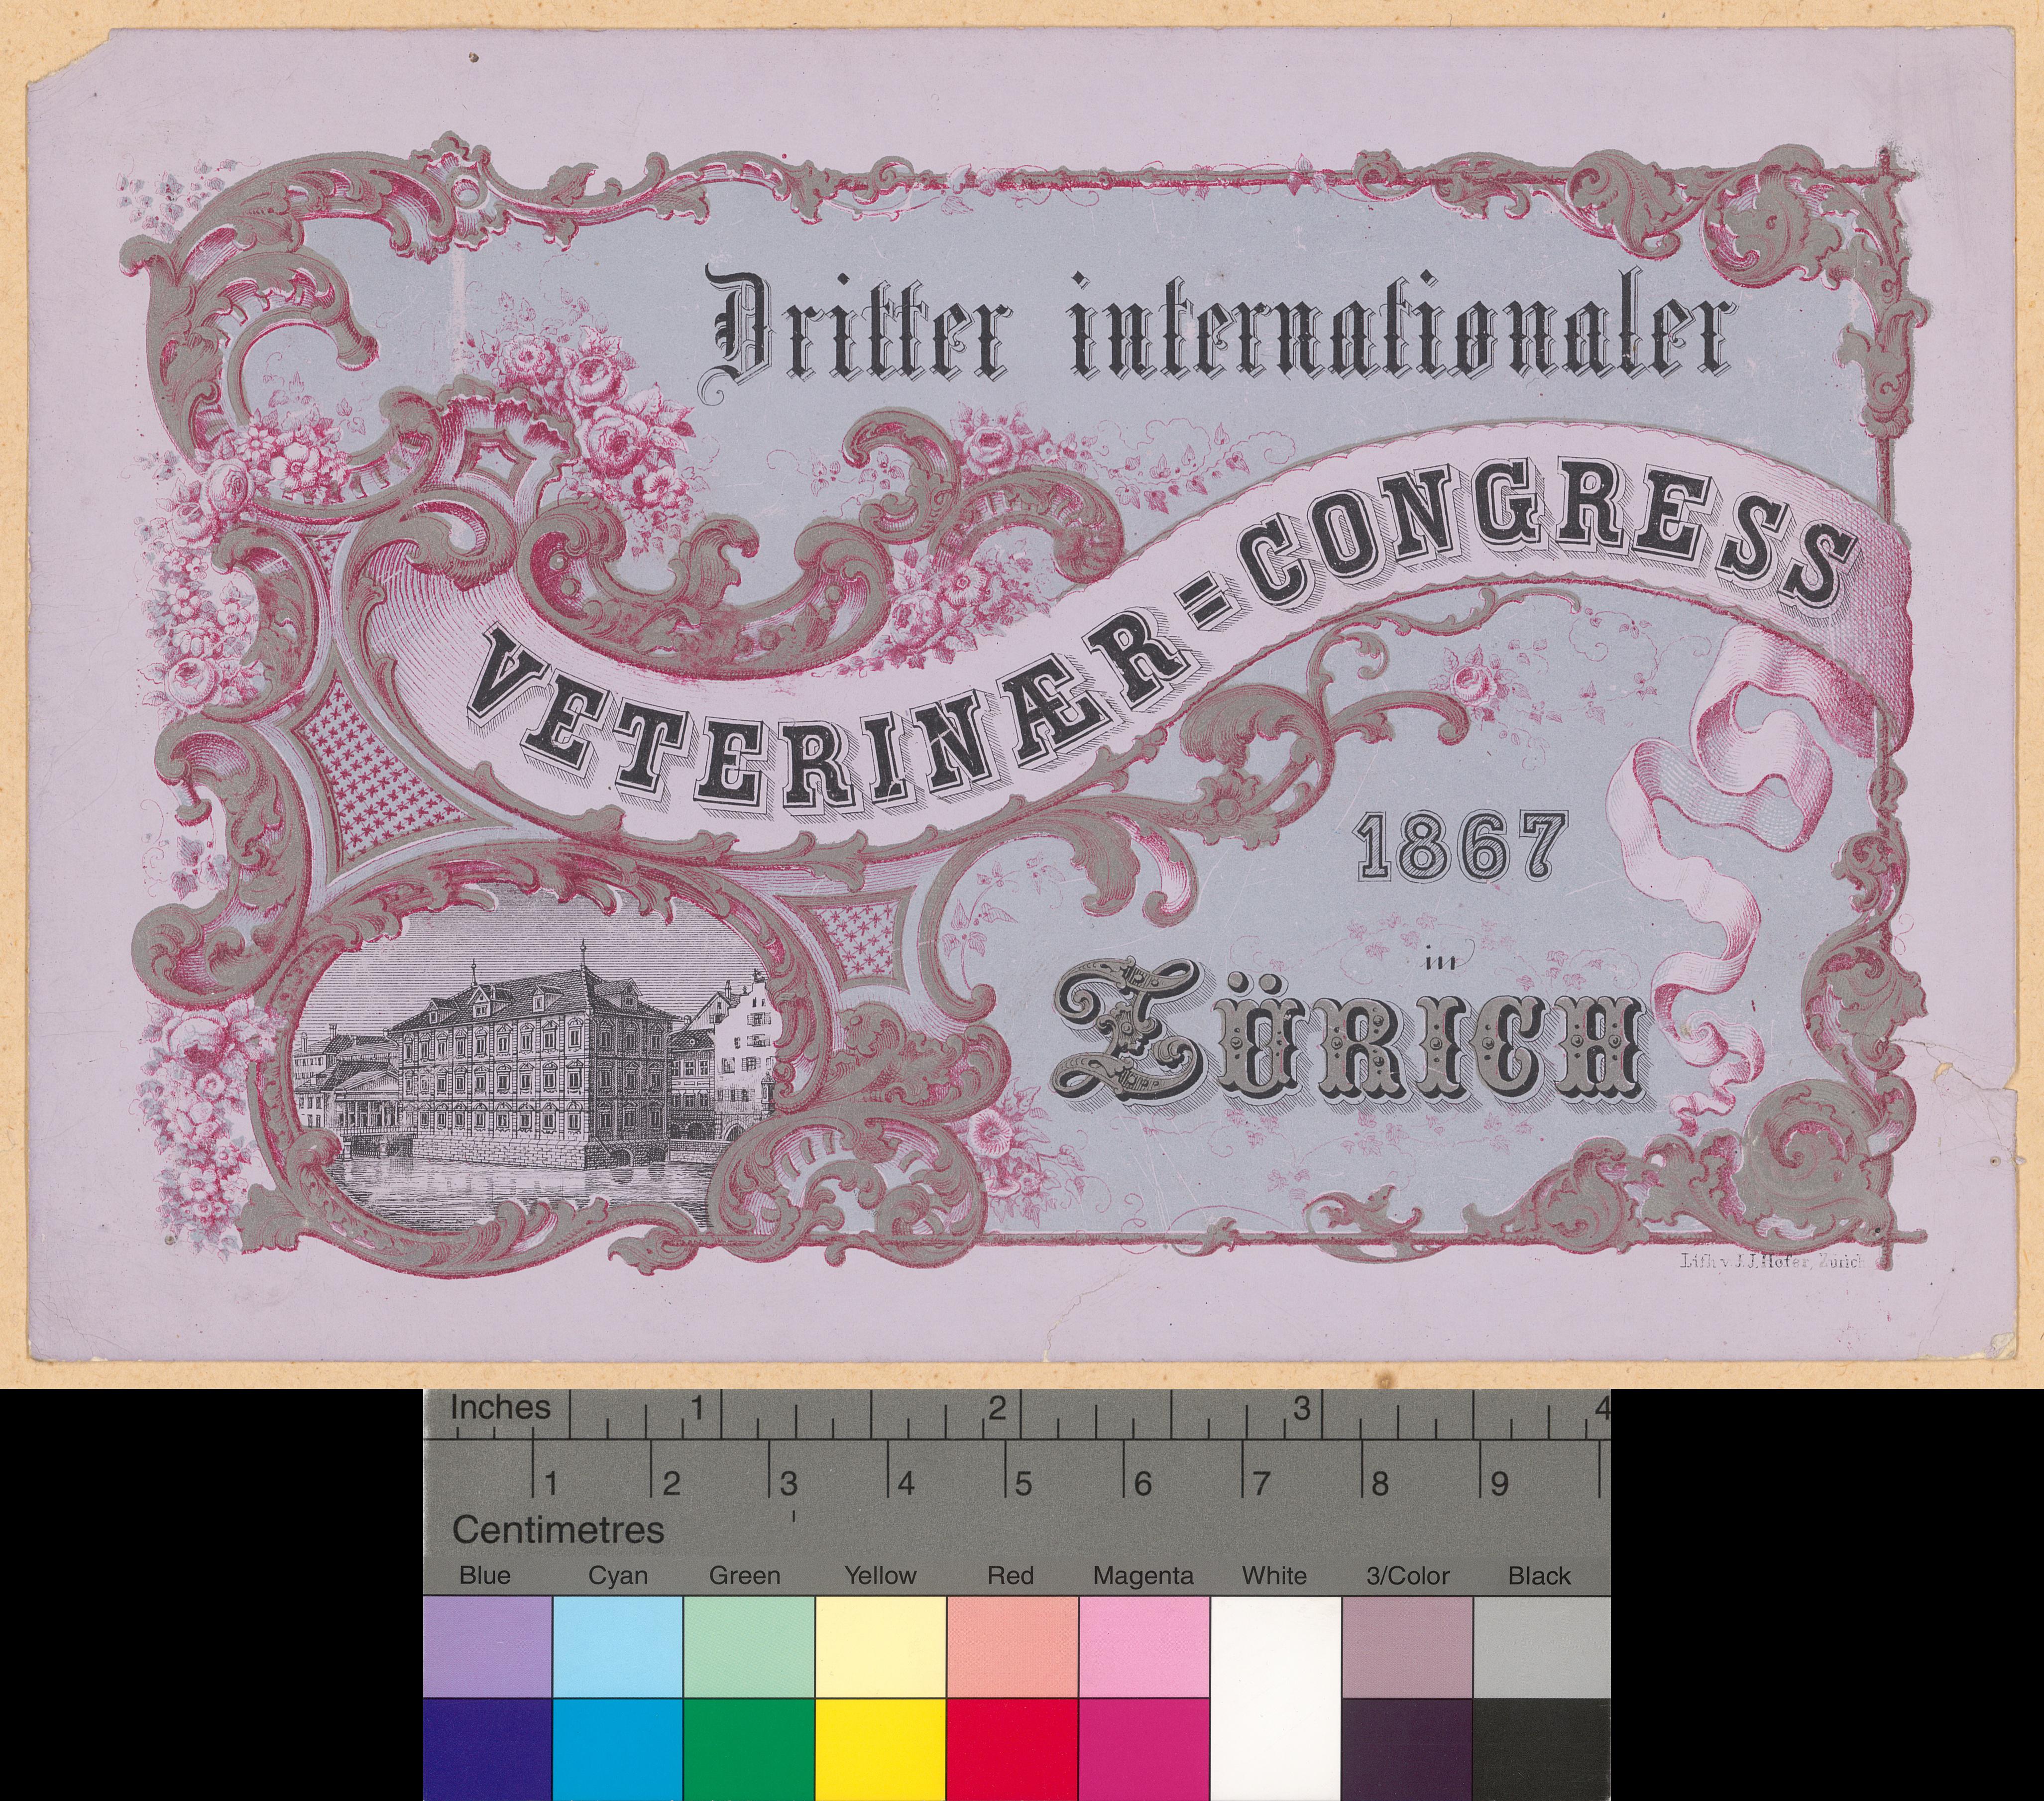 Dritter internationaler
VETERINÆR=CONGRESS
1867
in
ZÜRICH
Lith v. J.J. Hofer, Zürich
Inches 1 2 3 4
1 2 3 4 5 6 7 8 9
Centimetres
Blue Cyan Green Yellow Red Magenta White 3/Color Black